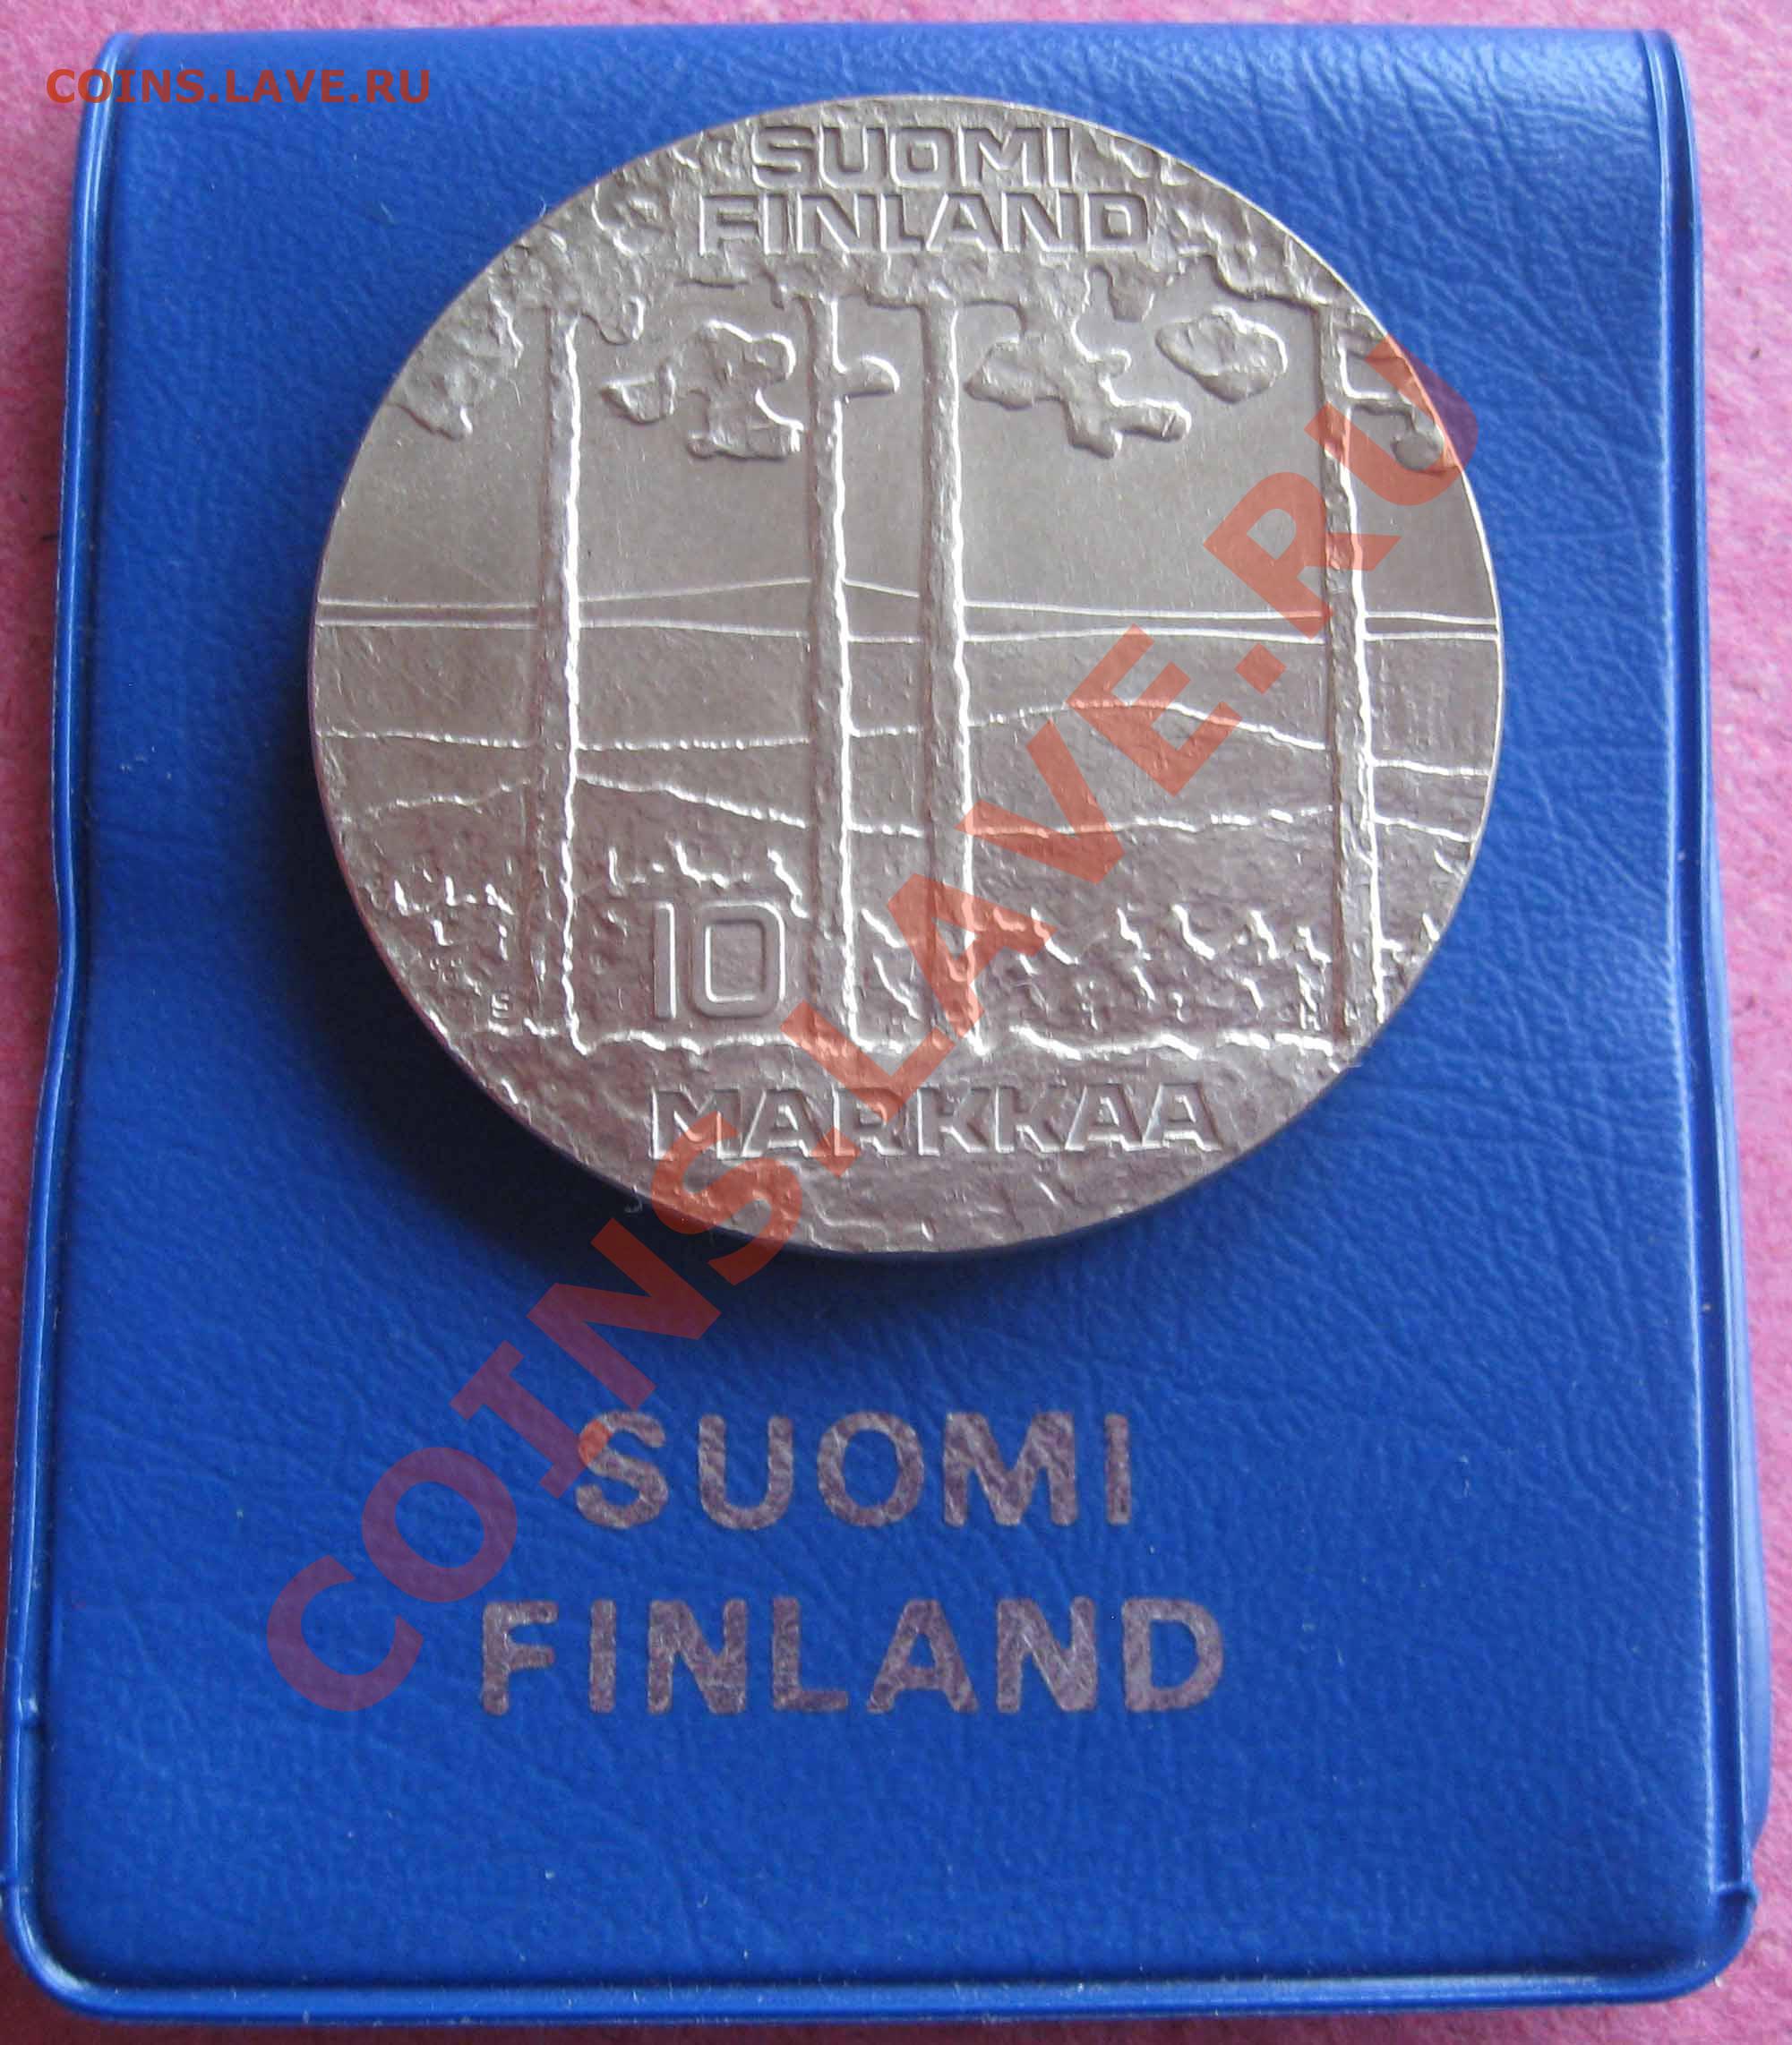 COINS.LAVE.RU
SUOMI
FINLAND
10
S H
MARKKAA
COINS.LAVE.RU
SUOMI
FINLAND